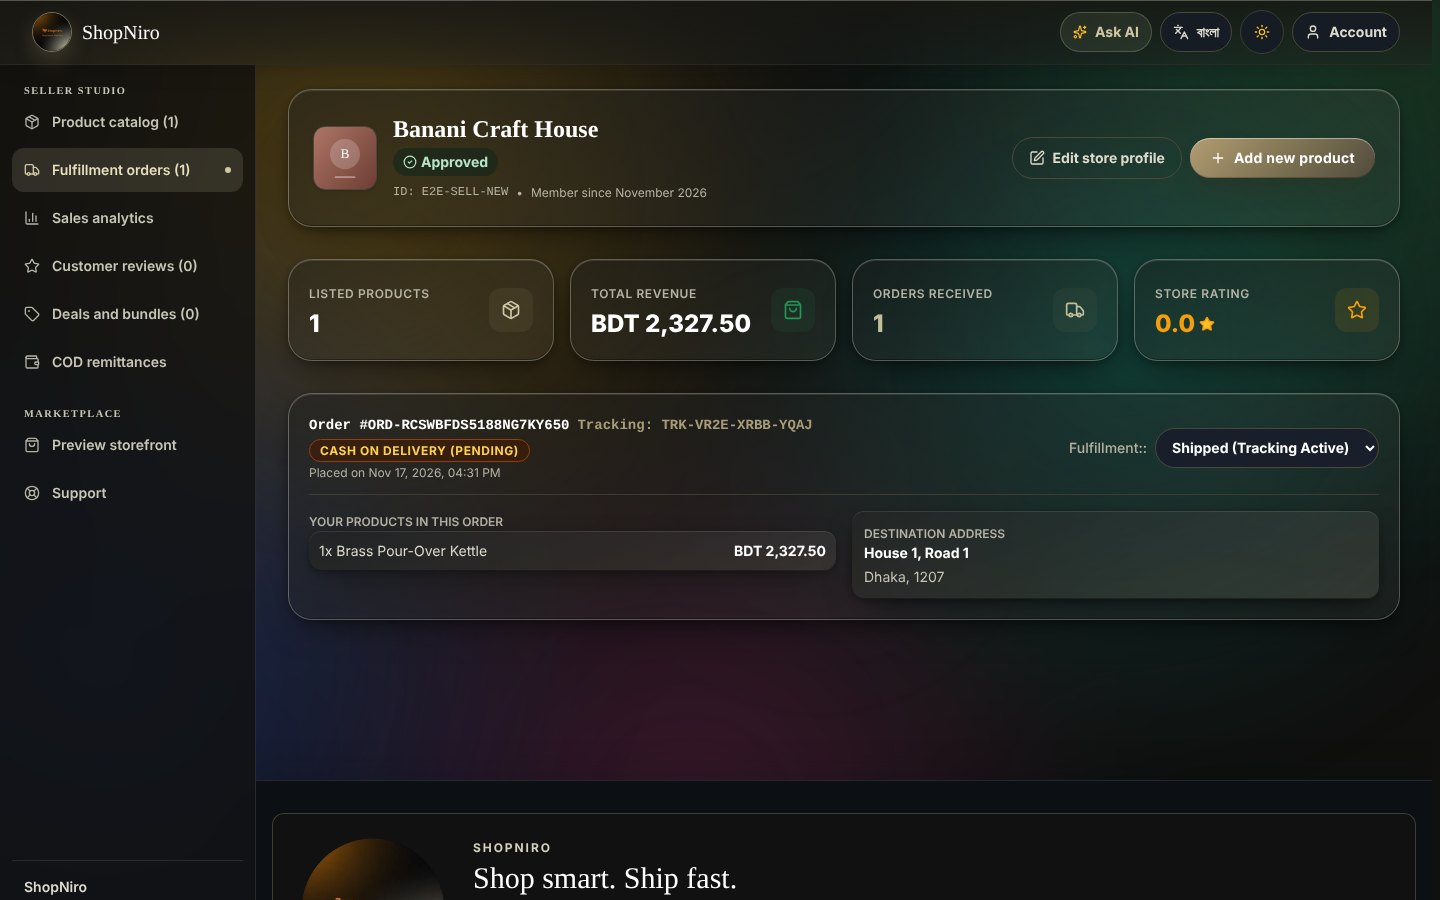 ShopNiro
Ask AI
বাংলা
Account
SELLER STUDIO
Product catalog (1)
Fulfillment orders (1)
Sales analytics
Customer reviews (0)
Deals and bundles (0)
COD remittances
MARKETPLACE
Preview storefront
Support
ShopNiro
B
Banani Craft House
Approved
ID: E2E-SELL-NEW • Member since November 2026
Edit store profile
Add new product
LISTED PRODUCTS
1
TOTAL REVENUE
BDT 2,327.50
ORDERS RECEIVED
1
STORE RATING
0.0
Order #ORD-RCSWBFDS5188NG7KY650 Tracking: TRK-VR2E-XRBB-YQAJ
CASH ON DELIVERY (PENDING)
Placed on Nov 17, 2026, 04:31 PM
Fulfillment::
Shipped (Tracking Active)
YOUR PRODUCTS IN THIS ORDER
1x Brass Pour-Over Kettle
BDT 2,327.50
DESTINATION ADDRESS
House 1, Road 1
Dhaka, 1207
SHOPNIRO
Shop smart. Ship fast.